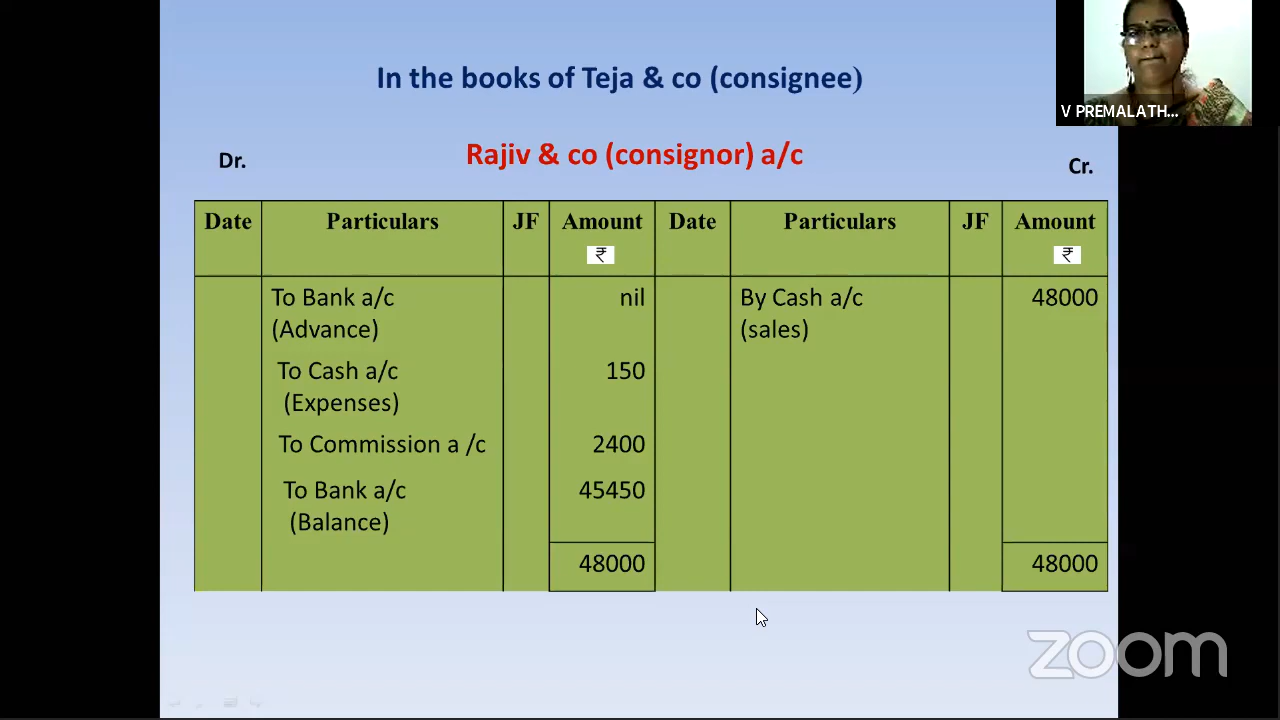 In the books of Teja & co (consignee)
V PREMALATH...
Dr.
Rajiv & co (consignor) a/c
Cr.
Date Particulars JF Amount ₹ Date Particulars JF Amount ₹
To Bank a/c nil By Cash a/c 48000
(Advance) (sales)
To Cash a/c 150
(Expenses)
To Commission a /c 2400
To Bank a/c 45450
(Balance)
48000 48000
zoom